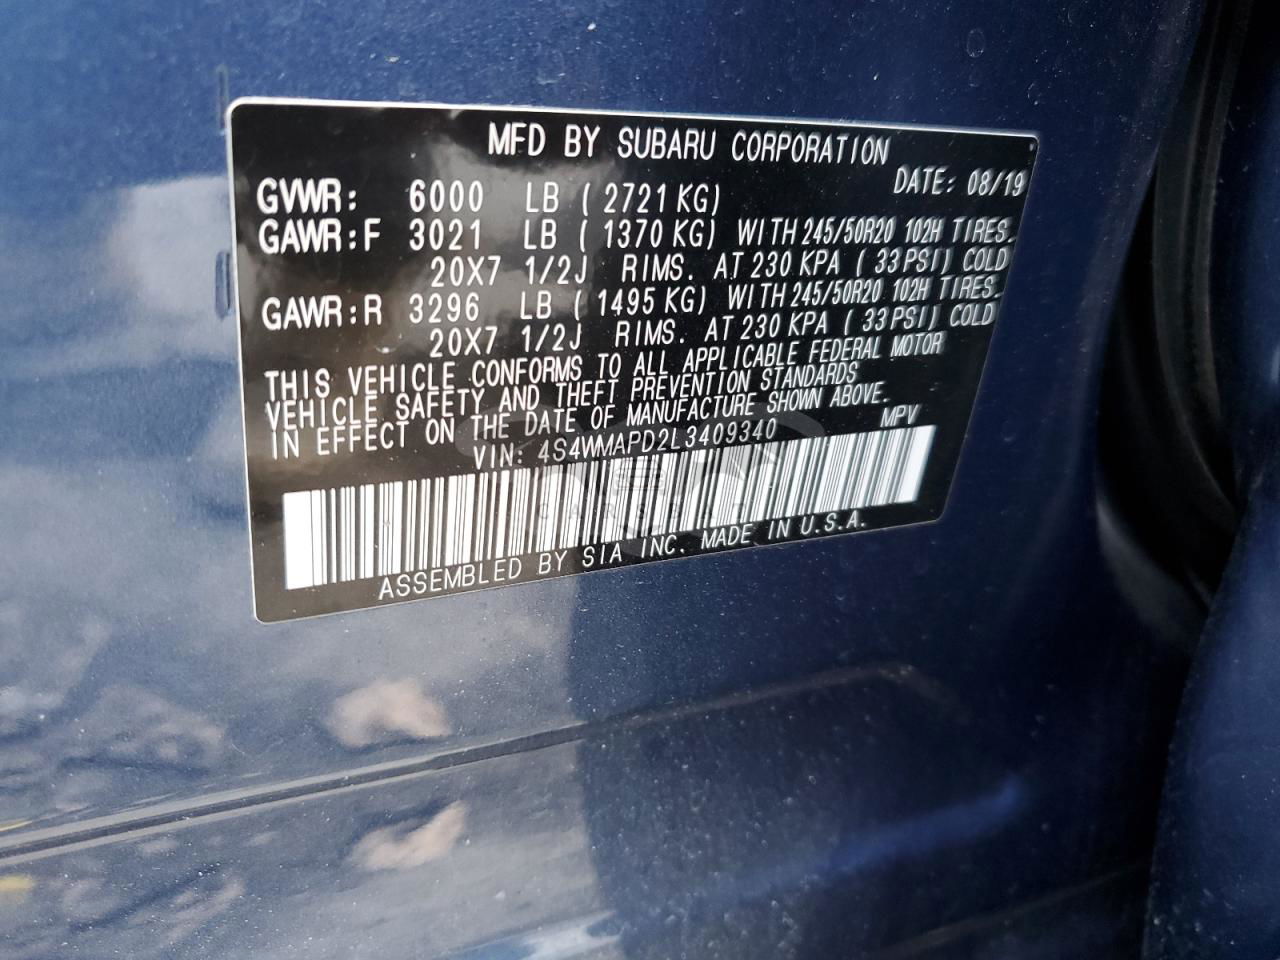 MFD BY SUBARU CORPORATION
DATE: 08/19
GVWR: 6000 LB ( 2721 KG)
GAWR:F 3021 LB ( 1370 KG) WITH 245/50R20 102H TIRES.
20X7 1/2J RIMS. AT 230 KPA ( 33 PSI) COLD
GAWR:R 3296 LB ( 1495 KG) WITH 245/50R20 102H TIRES.
20X7 1/2J RIMS. AT 230 KPA ( 33 PSI) COLD
THIS VEHICLE CONFORMS TO ALL APPLICABLE FEDERAL MOTOR
VEHICLE SAFETY AND THEFT PREVENTION STANDARDS
IN EFFECT ON THE DATE OF MANUFACTURE SHOWN ABOVE.
VIN: 4S4WMAPD2L3409340 MPV
ASSEMBLED BY SIA INC. MADE IN U.S.A.